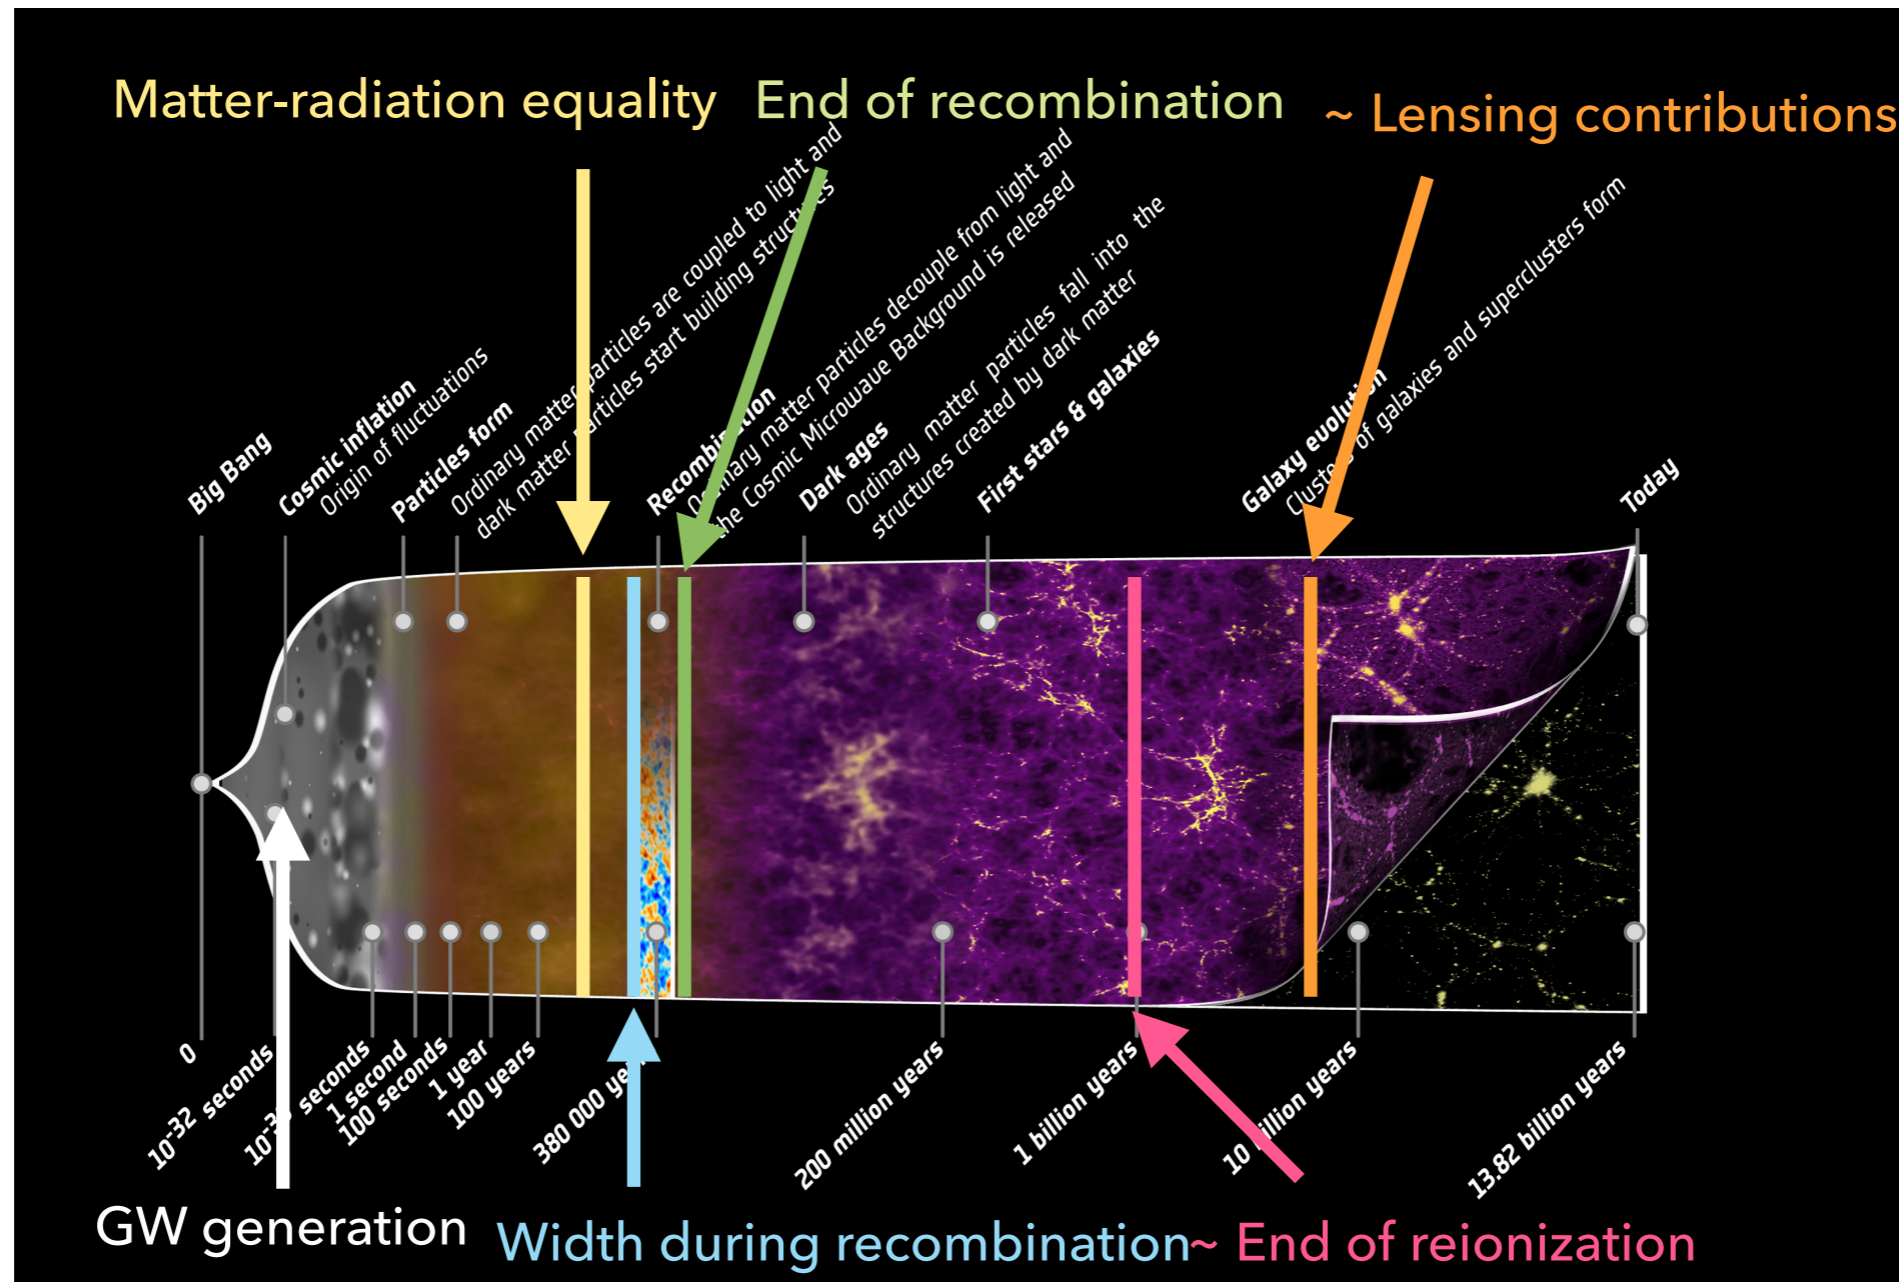 Matter-radiation equality
End of recombination
~ Lensing contributions
Big Bang
Cosmic inflation
Origin of fluctuations
Particles form
Ordinary matter particles are coupled to light and
dark matter particles start building structures
Recombination
Ordinary matter particles decouple from light and
the Cosmic Microwave Background is released
Dark ages
Ordinary matter particles fall into the
structures created by dark matter
First stars & galaxies
Galaxy evolution
Clusters of galaxies and superclusters form
Today
0
10-32 seconds
seconds
1 second
100 seconds
1 year
100 years
380 000 years
200 million years
1 billion years
10 billion years
13.82 billion years
GW generation
Width during recombination
~ End of reionization